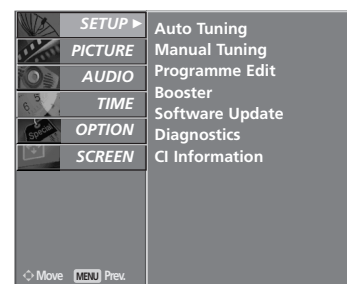 SETUP ►
PICTURE
AUDIO
TIME
OPTION
SCREEN
Auto Tuning
Manual Tuning
Programme Edit
Booster
Software Update
Diagnostics
CI Information
Special
Move MENU Prev.